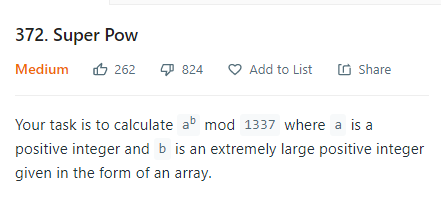 372. Super Pow
Medium 262 824 Add to List Share
Your task is to calculate a^b mod 1337 where a is a
positive integer and b is an extremely large positive integer
given in the form of an array.